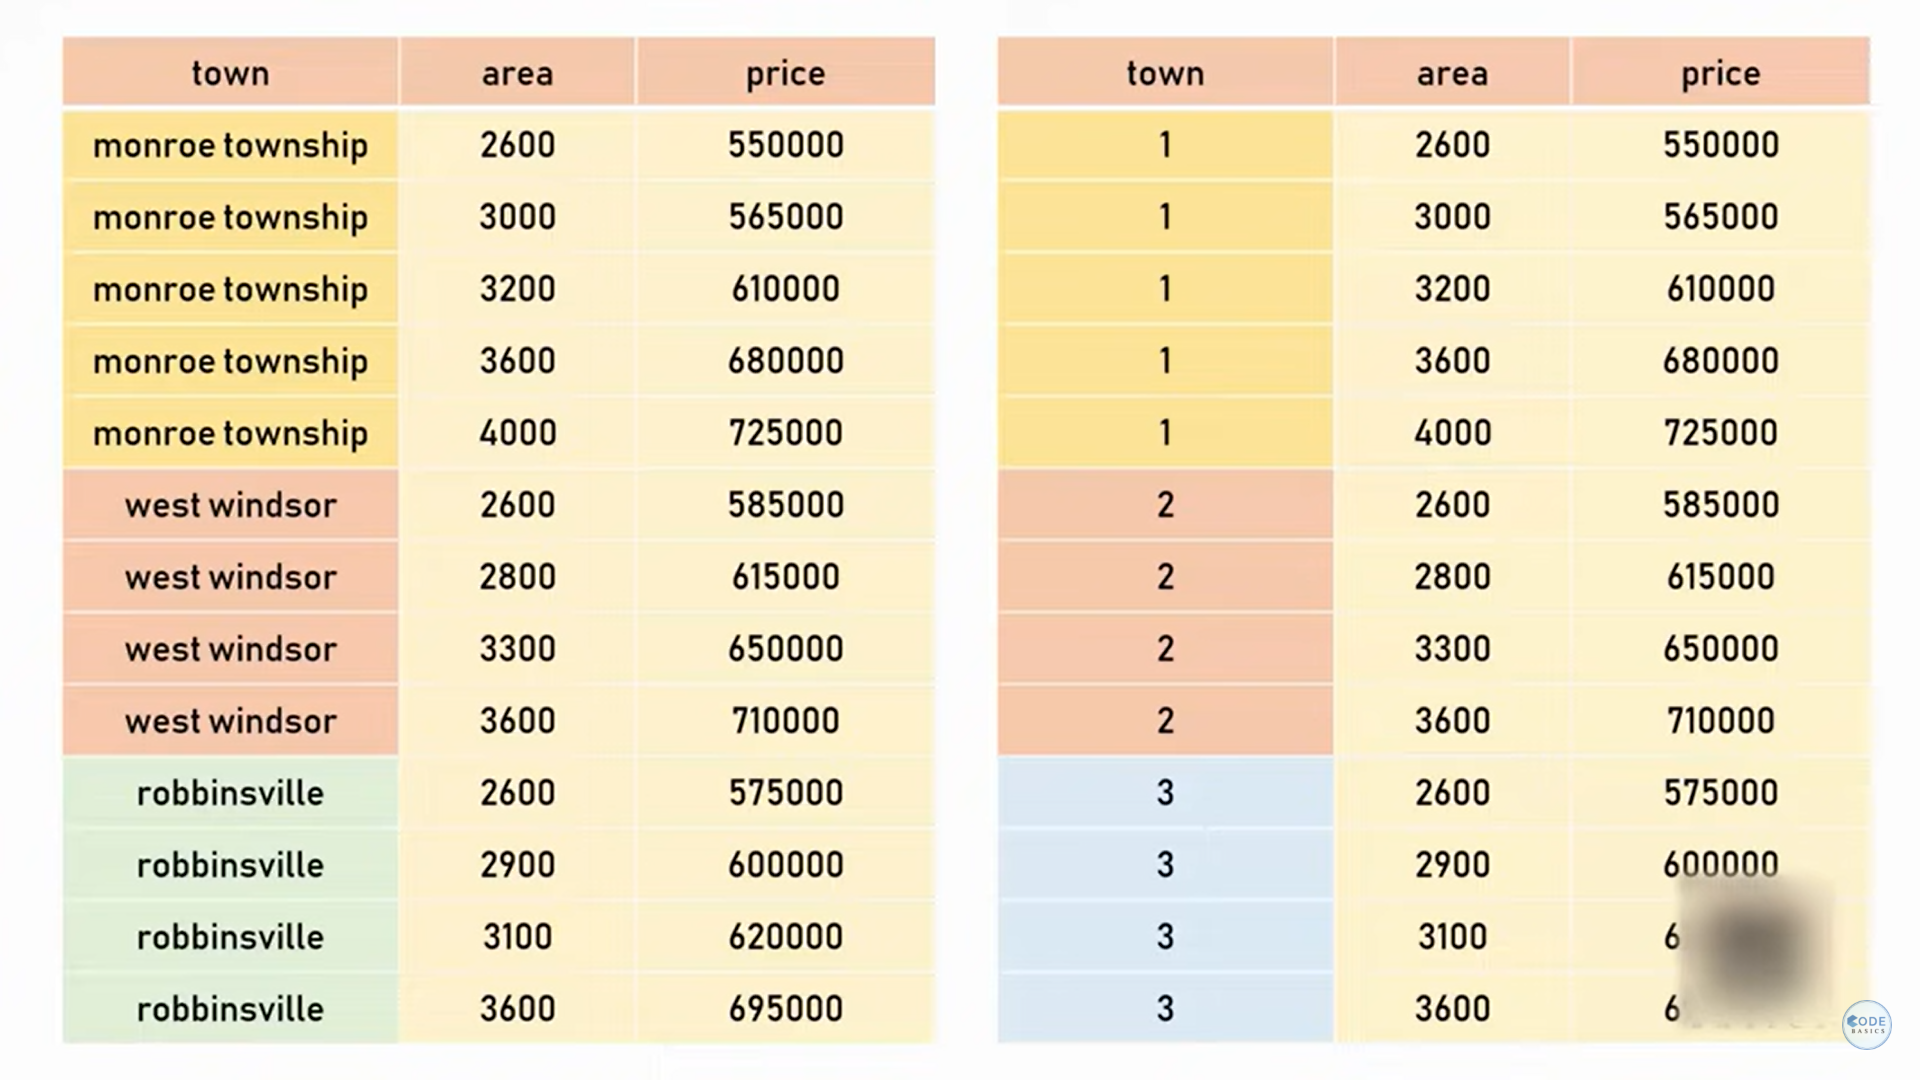 town area price
monroe township 2600 550000
monroe township 3000 565000
monroe township 3200 610000
monroe township 3600 680000
monroe township 4000 725000
west windsor 2600 585000
west windsor 2800 615000
west windsor 3300 650000
west windsor 3600 710000
robbinsville 2600 575000
robbinsville 2900 600000
robbinsville 3100 620000
robbinsville 3600 695000
town area price
1 2600 550000
1 3000 565000
1 3200 610000
1 3600 680000
1 4000 725000
2 2600 585000
2 2800 615000
2 3300 650000
2 3600 710000
3 2600 575000
3 2900 600000
3 3100
3 3600
CODE
BASICS